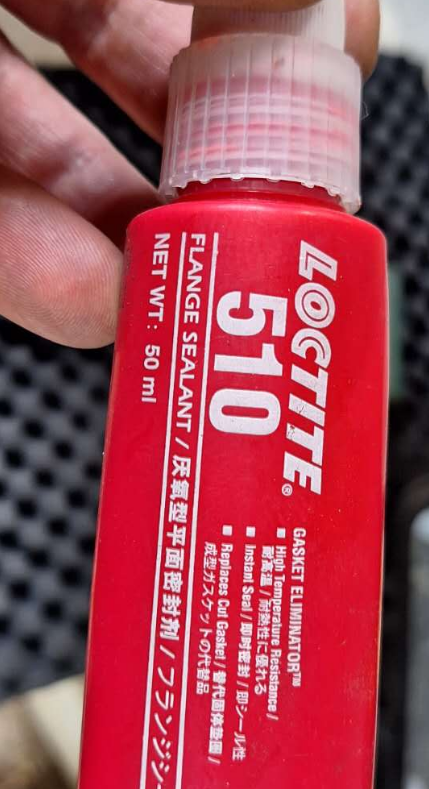 LOCTITE®
510
FLANGE SEALANT / 厌氧型平面密封剂 / フランジシー
NET WT: 50 ml
GASKET ELIMINATOR™
■ High Temperature Resistance /
耐高温 / 耐熱性に優れる
■ Instant Seal / 即时密封 / 即シール性
■ Replaces Cut Gasket / 替代固体垫圈 /
成型ガスケットの代替品